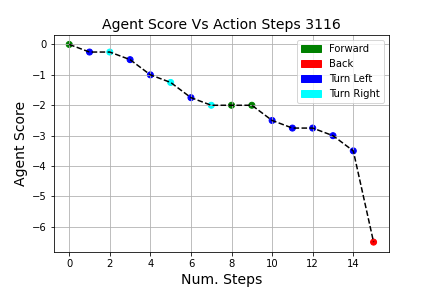 Agent Score Vs Action Steps 3116
Forward
Back
Turn Left
Turn Right
Agent Score
0
−1
−2
−3
−4
−5
−6
0 2 4 6 8 10 12 14
Num. Steps